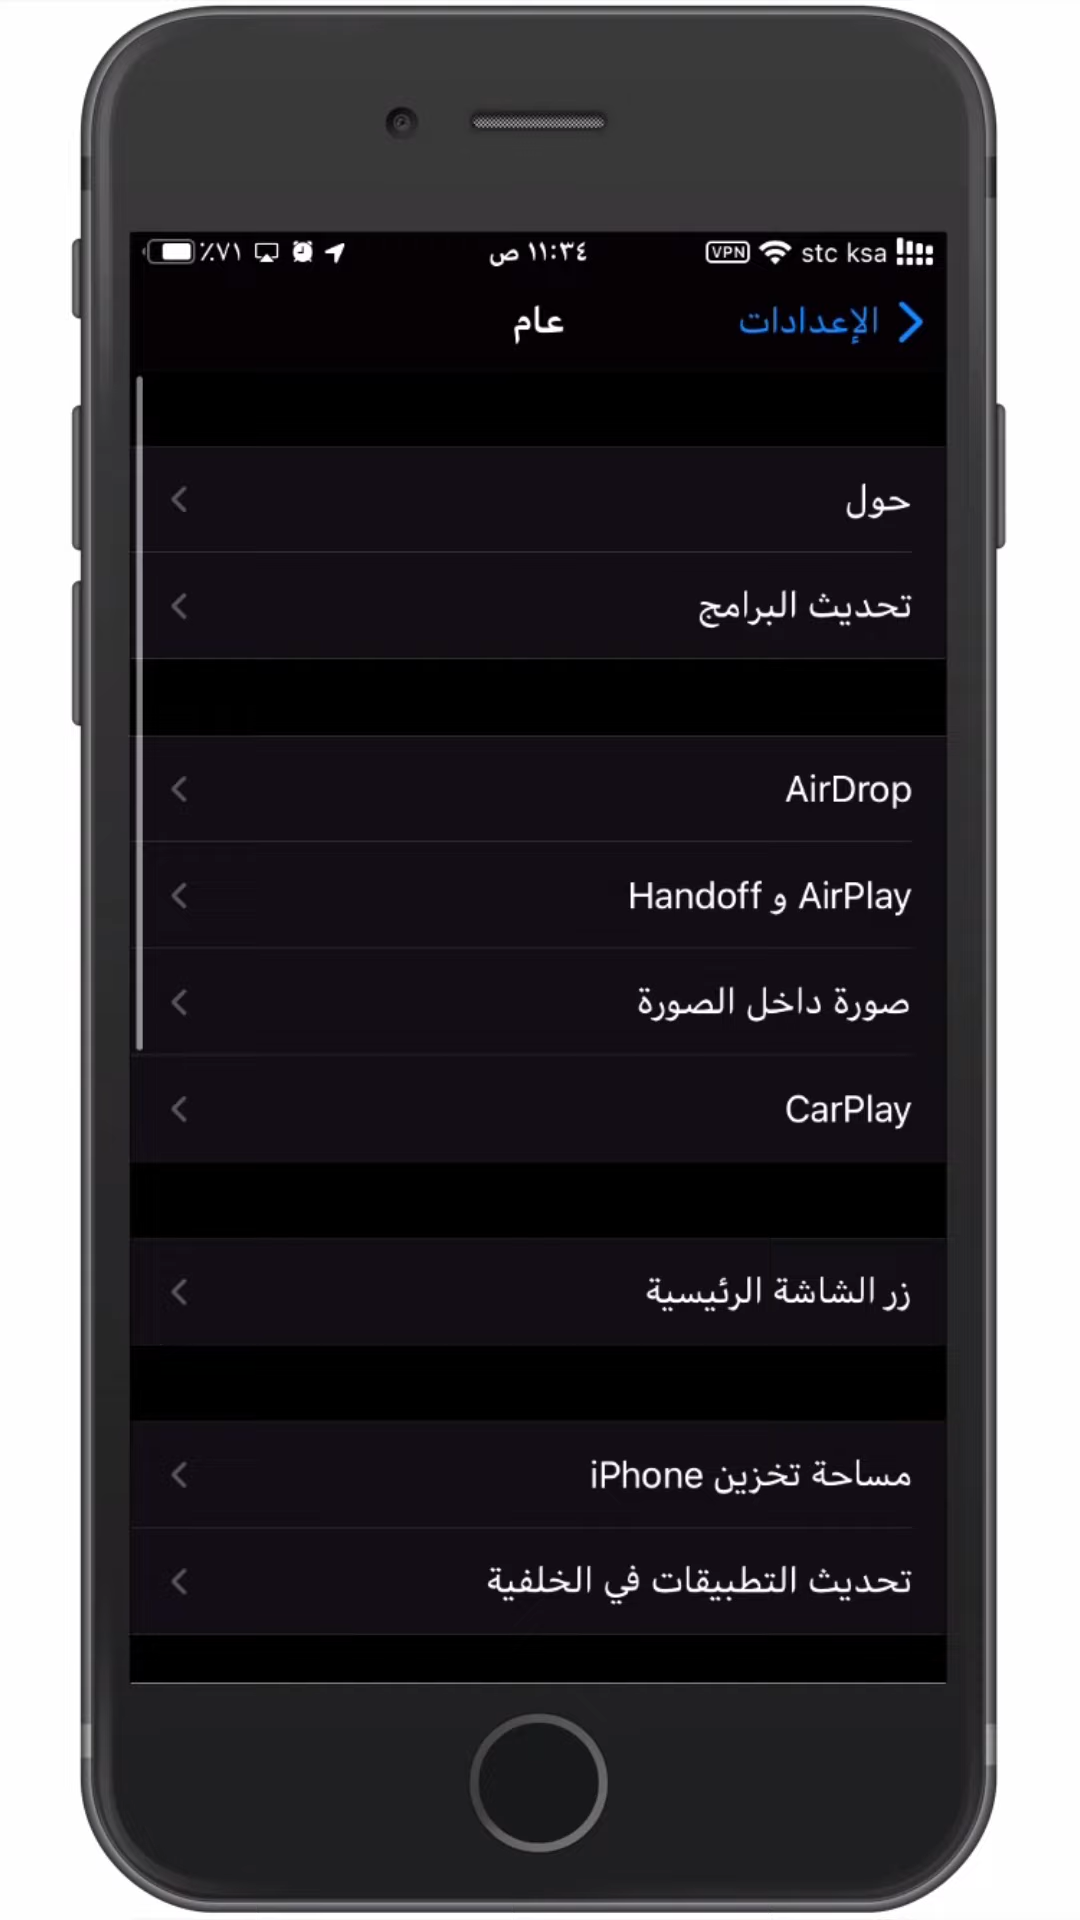 stc ksa VPN ١١:٣٤ ص ٪٧١
الإعدادات
عام
حول
تحديث البرامج
AirDrop
AirPlay و Handoff
صورة داخل الصورة
CarPlay
زر الشاشة الرئيسية
مساحة تخزين iPhone
تحديث التطبيقات في الخلفية